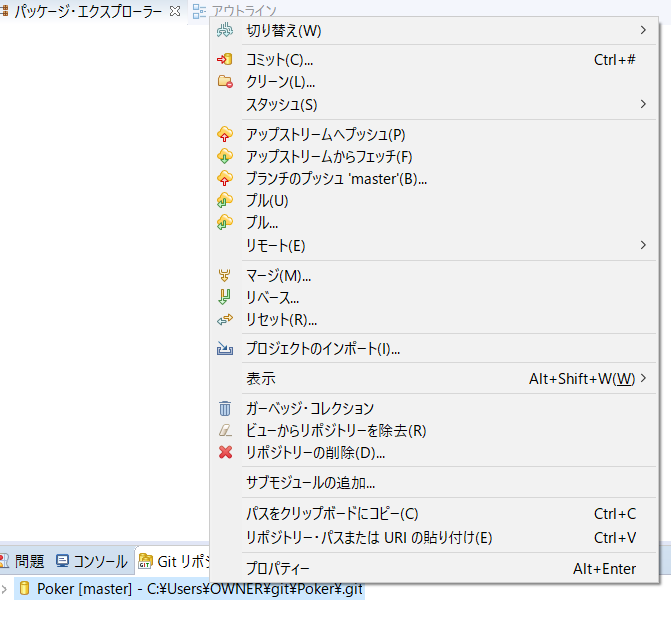 パッケージ・エクスプローラー
アウトライン
切り替え(W)
コミット(C)... Ctrl+#
クリーン(L)...
スタッシュ(S)
アップストリームへプッシュ(P)
アップストリームからフェッチ(F)
ブランチのプッシュ 'master'(B)...
プル(U)
プル...
リモート(E)
マージ(M)...
リベース...
リセット(R)...
プロジェクトのインポート(I)...
表示 Alt+Shift+W(W)
ガーベッジ・コレクション
ビューからリポジトリーを除去(R)
リポジトリーの削除(D)...
サブモジュールの追加...
パスをクリップボードにコピー(C) Ctrl+C
リポジトリー・パスまたは URI の貼り付け(E) Ctrl+V
プロパティー Alt+Enter
問題 コンソール Git リポジ
Poker [master] - C:¥Users¥OWNER¥git¥Poker¥.git